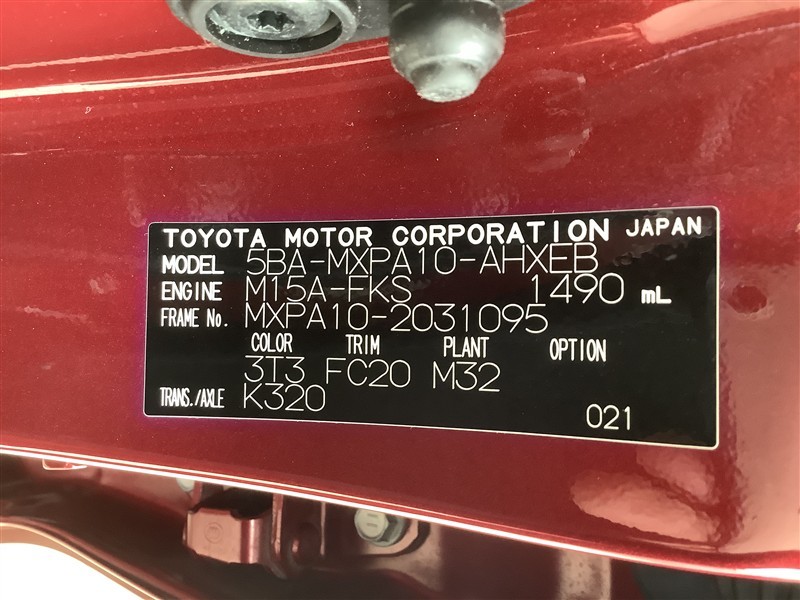 TOYOTA MOTOR CORPORATION JAPAN
MODEL 5BA-MXPA10-AHXEB
ENGINE M15A-FKS 1490 mL
FRAME No. MXPA10-2031095
COLOR TRIM PLANT OPTION
3T3 FC20 M32
TRANS./AXLE K320
021